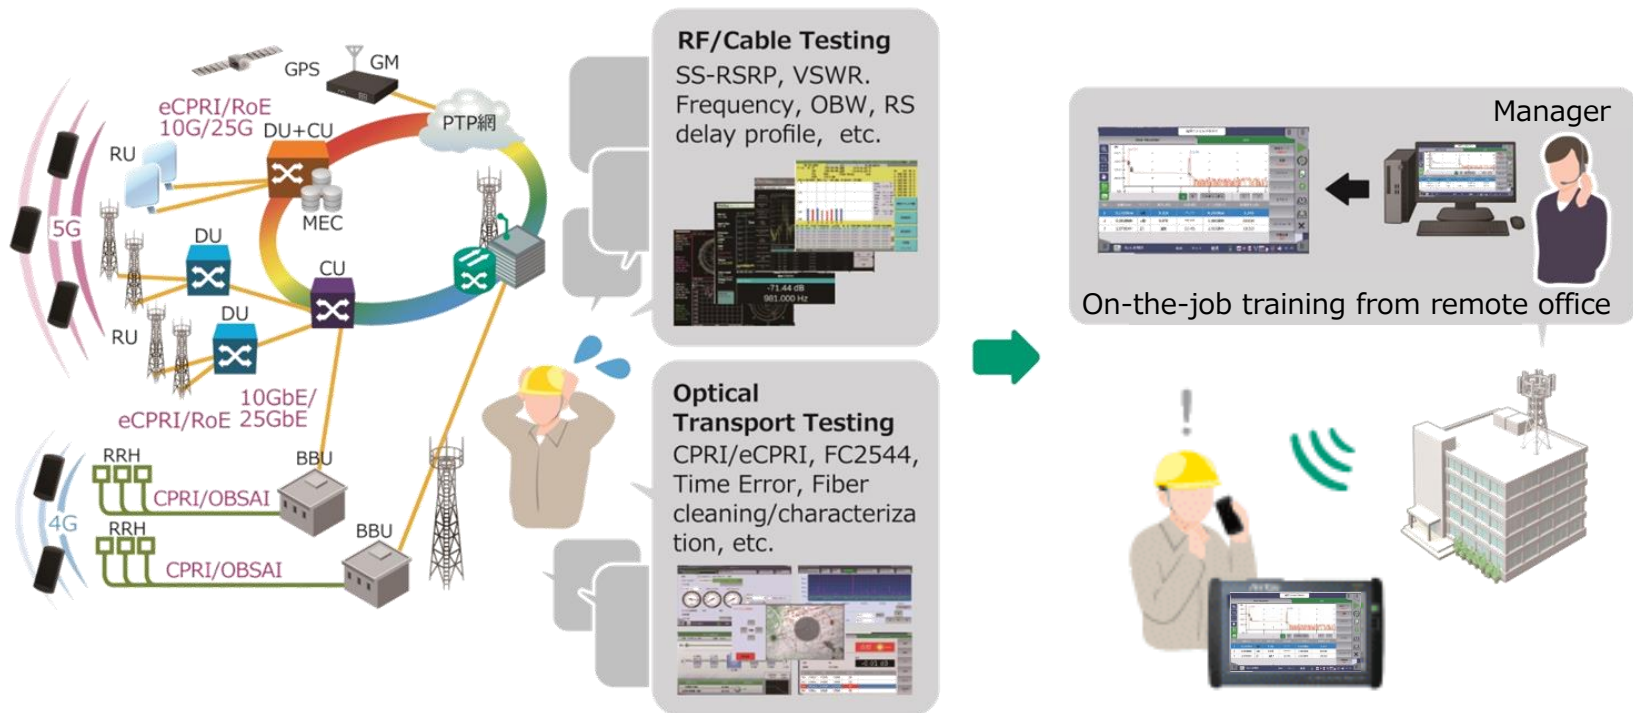 GPS
GM
eCPRI/RoE
10G/25G
DU+CU
PTP網
RU
MEC
5G
DU
CU
DU
RU
10GbE/
eCPRI/RoE 25GbE
RRH
BBU
CPRI/OBSAI
4G
RRH
BBU
CPRI/OBSAI
RF/Cable Testing
SS-RSRP, VSWR.
Frequency, OBW, RS
delay profile, etc.
-71.44 dB
981.000 Hz
Optical
Transport Testing
CPRI/eCPRI, FC2544,
Time Error, Fiber
cleaning/characteriza
tion, etc.
Manager
On-the-job training from remote office
!